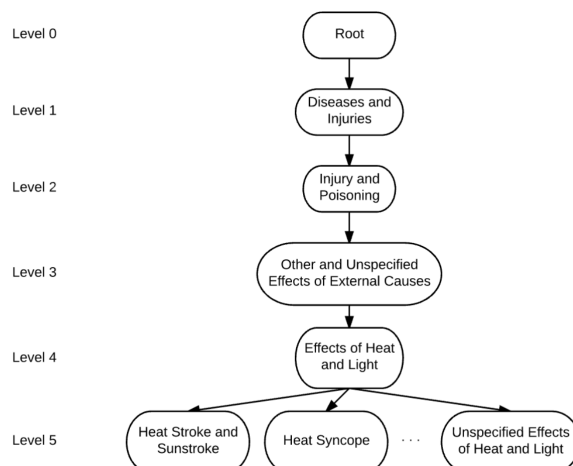 Level 0
Root
Level 1
Diseases and
Injuries
Level 2
Injury and
Poisoning
Level 3
Other and Unspecified
Effects of External Causes
Level 4
Effects of Heat
and Light
Level 5
Heat Stroke and
Sunstroke
Heat Syncope
. . .
Unspecified Effects
of Heat and Light